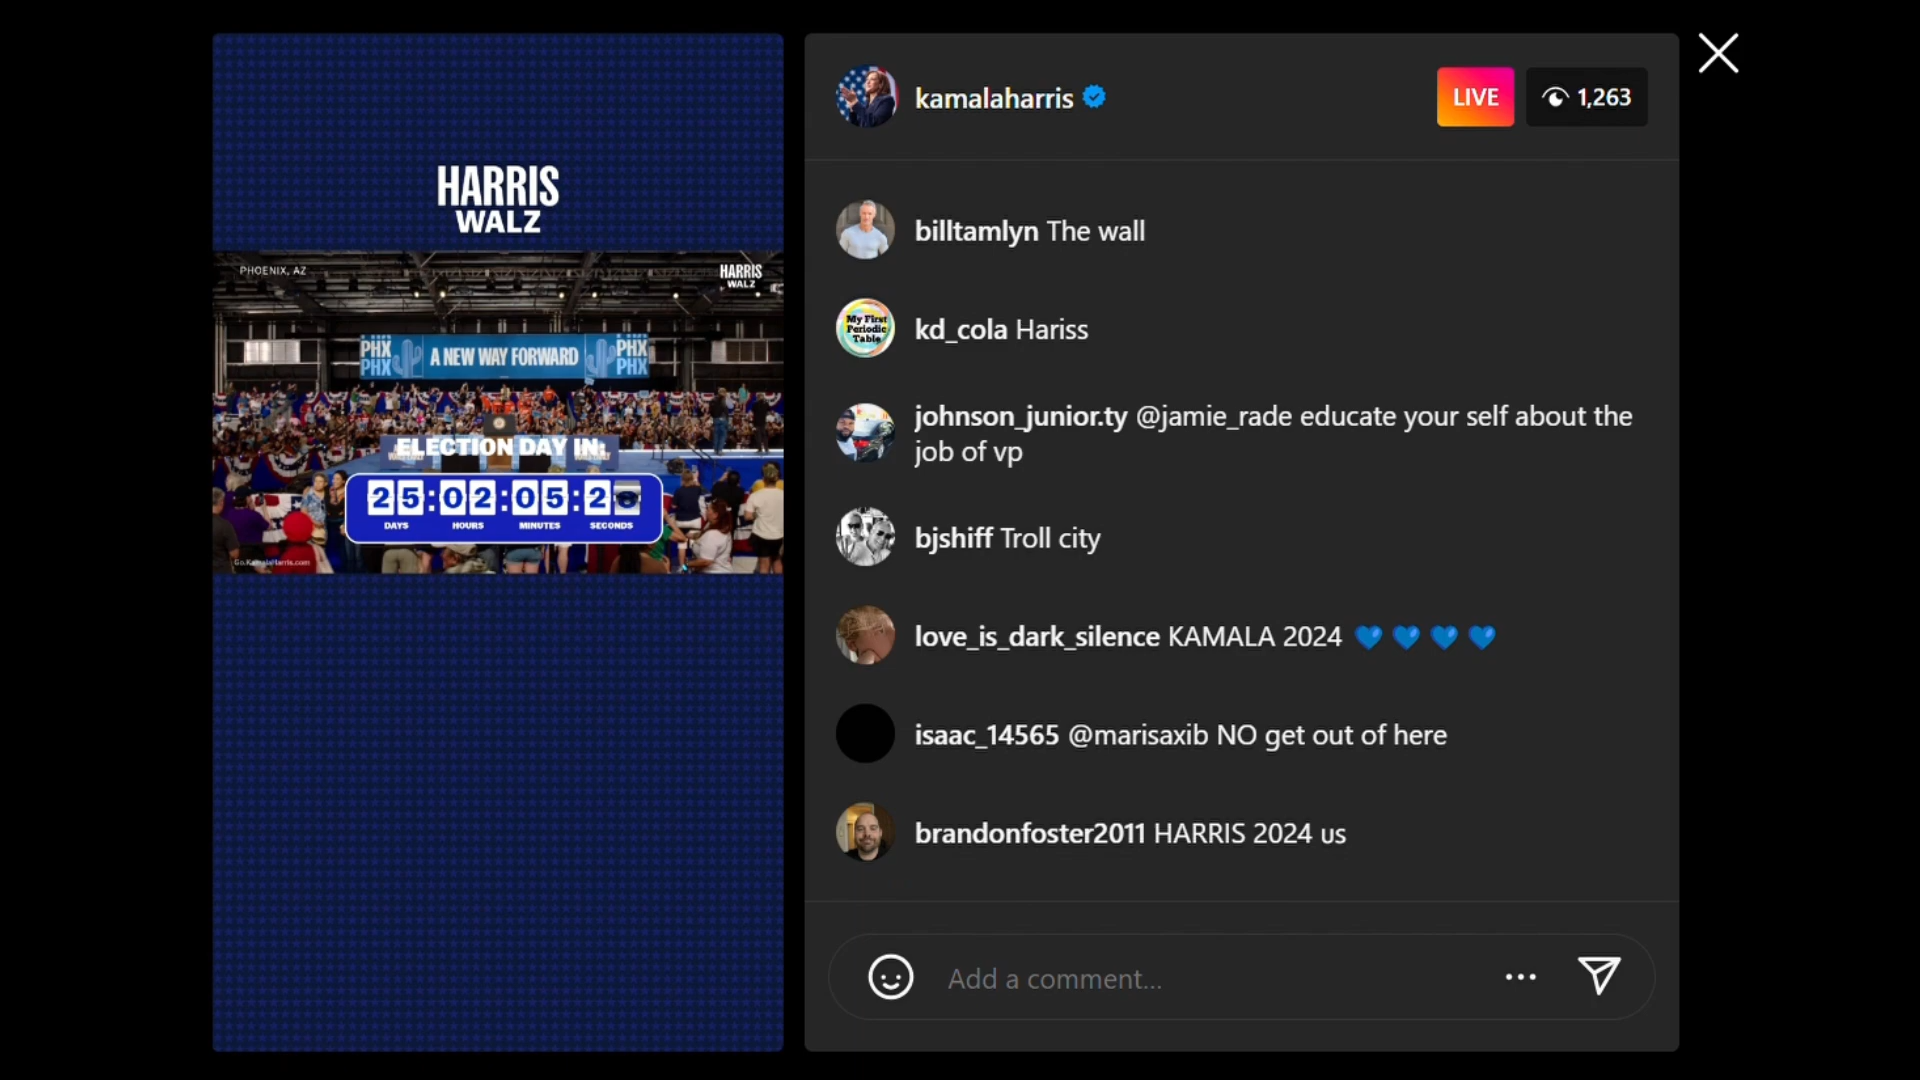 HARRIS
WALZ
PHOENIX, AZ
HARRIS
WALZ
PHX
PHX
A NEW WAY FORWARD
PHX
PHX
ELECTION DAY IN:
25:02:05:2
DAYS HOURS MINUTES SECONDS
Go.KamalaHarris.com
kamalaharris
LIVE
1,263
billtamlyn The wall
My First
Periodic
Table
kd_cola Hariss
johnson_junior.ty @jamie_rade educate your self about the
job of vp
bjshiff Troll city
love_is_dark_silence KAMALA 2024 💙 💙 💙 💙
isaac_14565 @marisaxib NO get out of here
brandonfoster2011 HARRIS 2024 us
Add a comment...